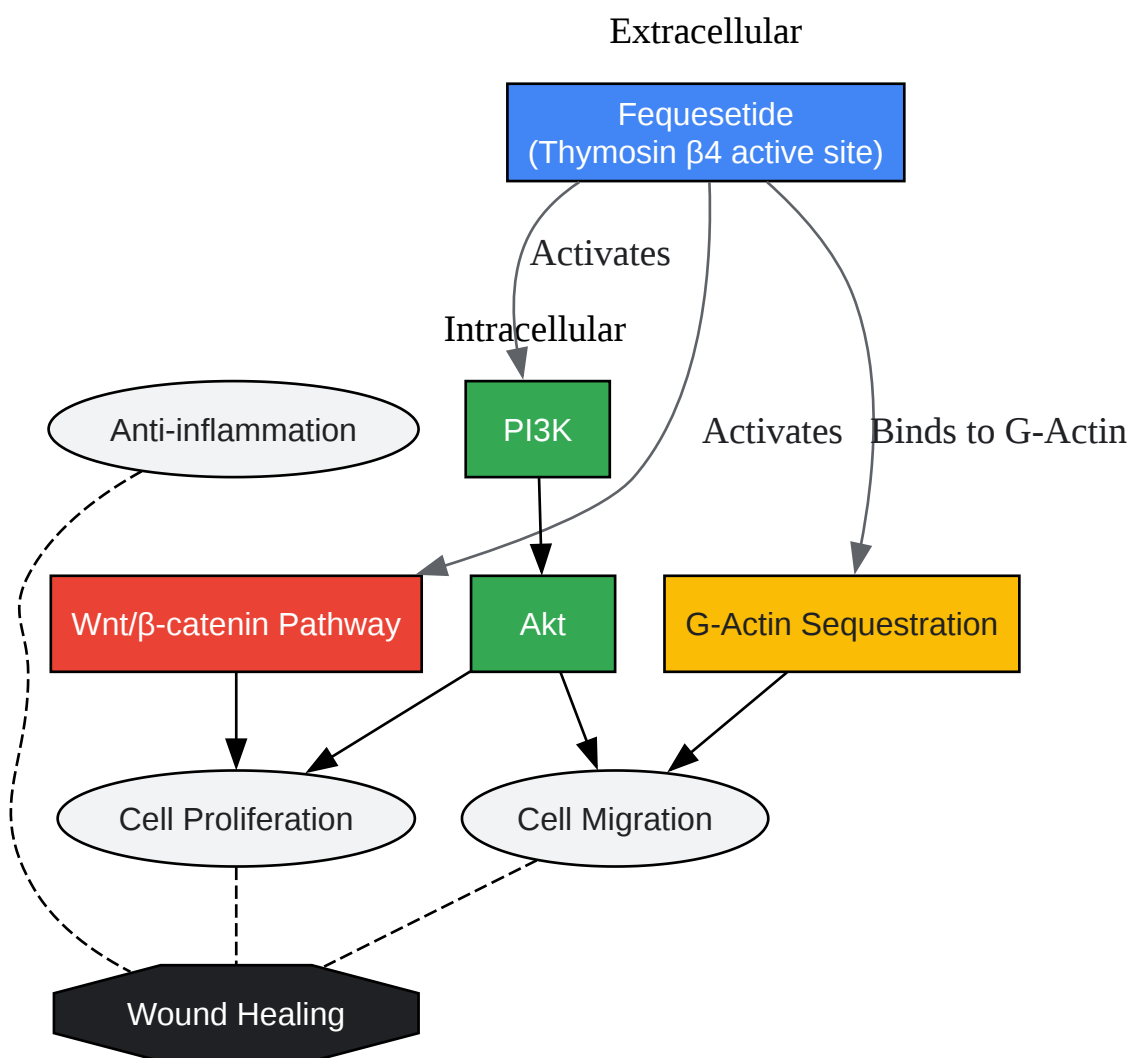 Extracellular
Fequesetide
(Thymosin β4 active site)
Activates
Intracellular
Anti-inflammation
PI3K
Activates
Binds to G-Actin
Wnt/β-catenin Pathway
Akt
G-Actin Sequestration
Cell Proliferation
Cell Migration
Wound Healing